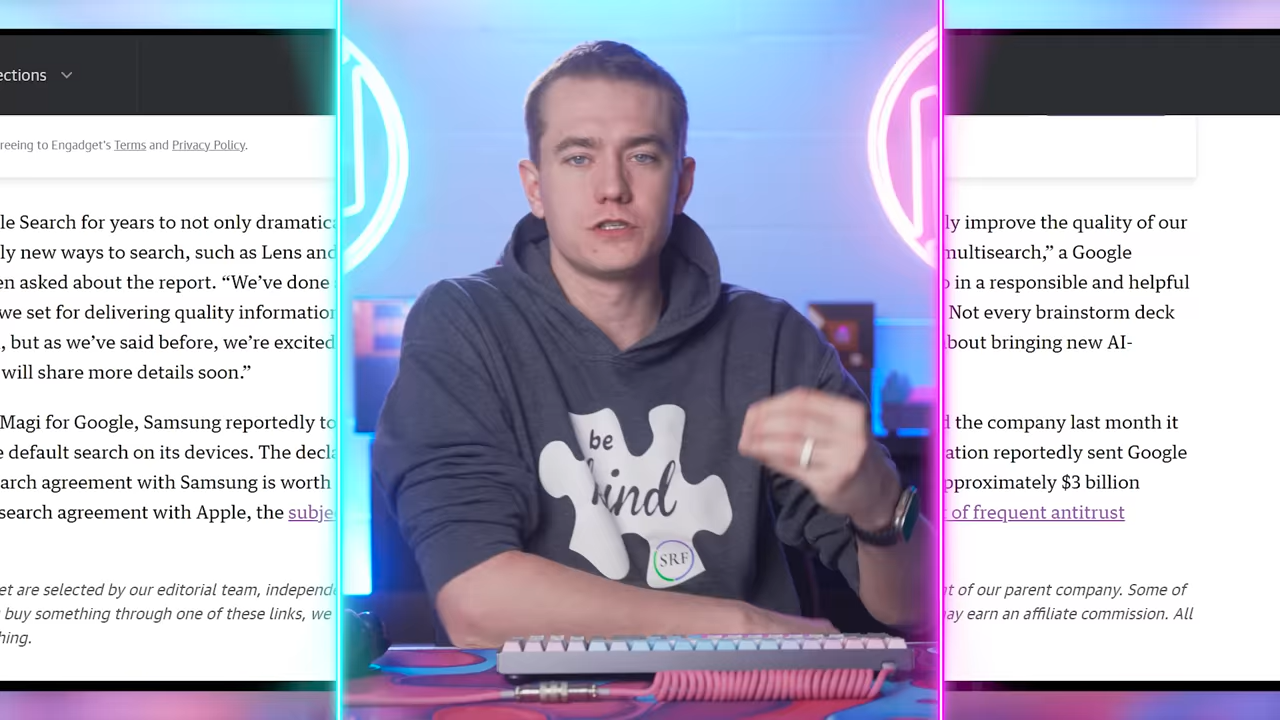 ections
reeing to Engadget's Terms and Privacy Policy.
le Search for years to not only dramatica ly improve the quality of our
ly new ways to search, such as Lens and multisearch,” a Google
en asked about the report. “We’ve done o in a responsible and helpful
we set for delivering quality information Not every brainstorm deck
, but as we’ve said before, we’re excited bout bringing new AI-
will share more details soon.”
Magi for Google, Samsung reportedly to d the company last month it
e default search on its devices. The decla ation reportedly sent Google
arch agreement with Samsung is worth pproximately $3 billion
search agreement with Apple, the subje t of frequent antitrust
et are selected by our editorial team, independe t of our parent company. Some of
buy something through one of these links, we may earn an affiliate commission. All
hing.
be
kind
SRF